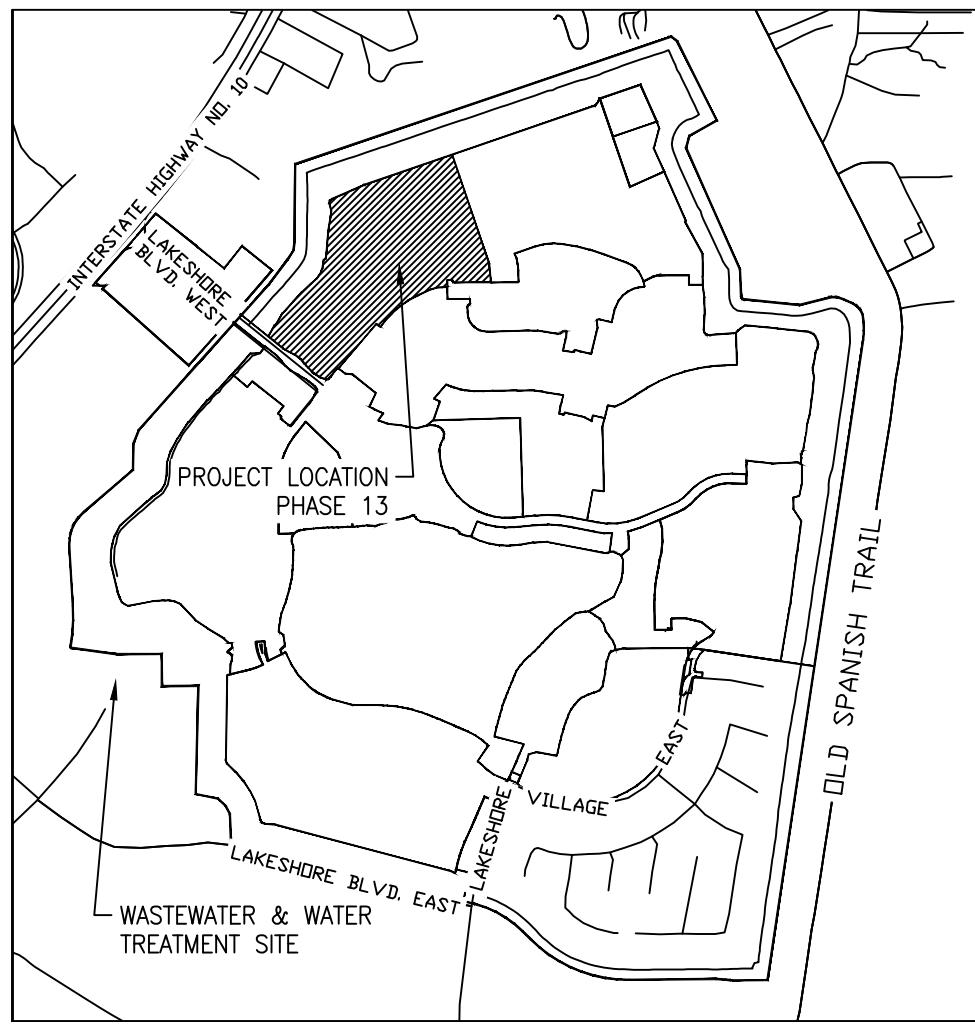 INTERSTATE HIGHWAY NO. 10
LAKESHORE
BLVD. WEST
PROJECT LOCATION
PHASE 13
OLD SPANISH TRAIL
EAST
VILLAGE
LAKESHORE
LAKESHORE BLVD. EAST
WASTEWATER & WATER
TREATMENT SITE